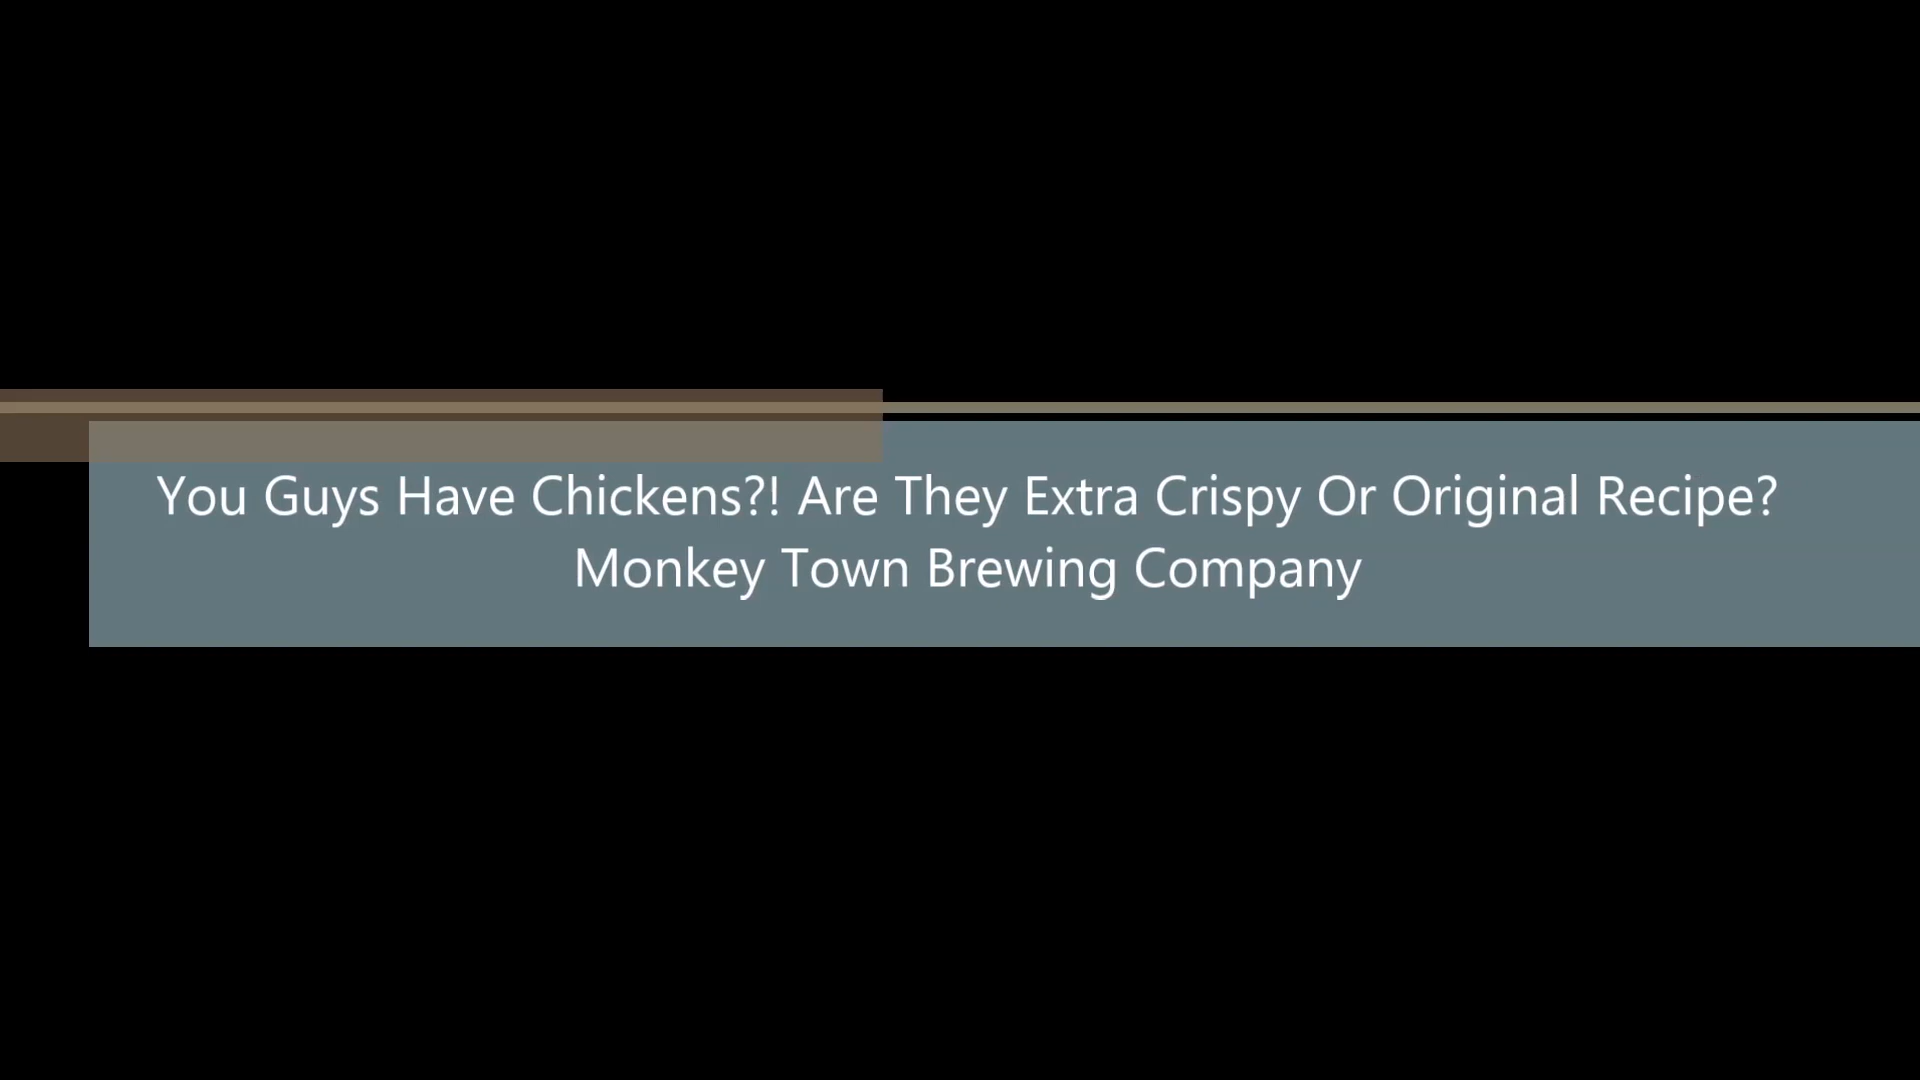 You Guys Have Chickens?! Are They Extra Crispy Or Original Recipe?
Monkey Town Brewing Company